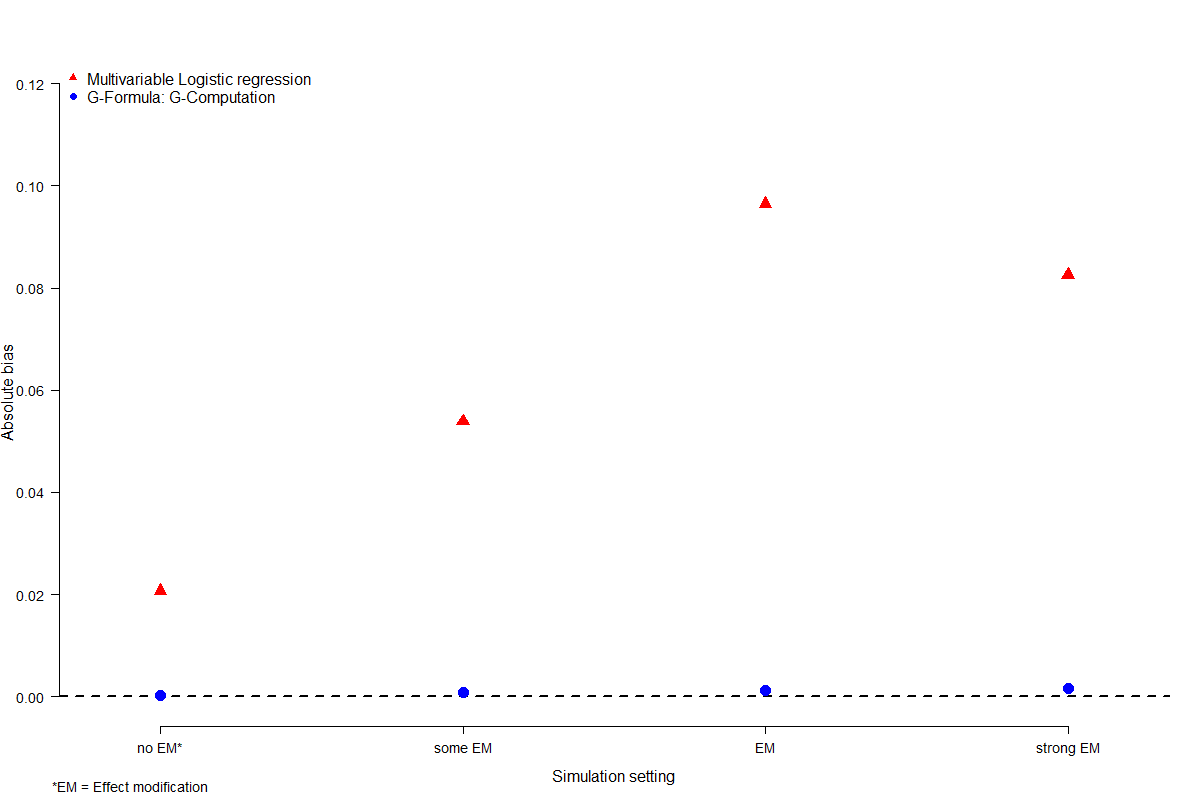 Multivariable Logistic regression
G-Formula: G-Computation
0.12
0.10
0.08
0.06
0.04
0.02
0.00
Absolute bias
no EM*
some EM
EM
strong EM
Simulation setting
*EM = Effect modification